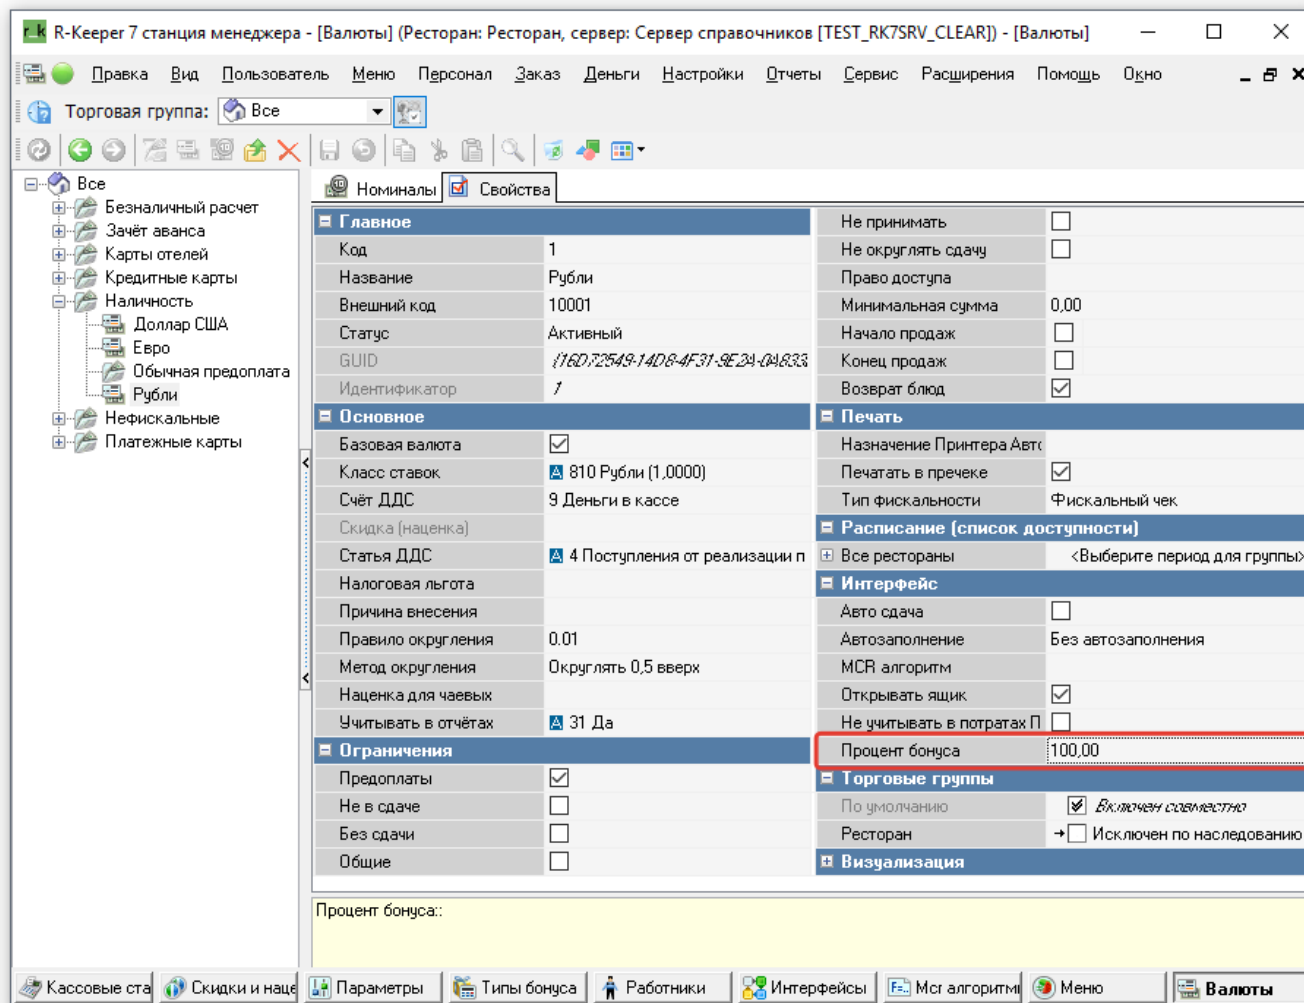 R-Keeper 7 станция менеджера - [Валюты] (Ресторан: Ресторан, сервер: Сервер справочников [TEST_RK7SRV_CLEAR]) - [Валюты]
Правка Вид Пользователь Меню Персонал Заказ Деньги Настройки Отчеты Сервис Расширения Помощь Окно
Торговая группа: Все
Все
Безналичный расчет
Зачёт аванса
Карты отелей
Кредитные карты
Наличность
Доллар США
Евро
Обычная предоплата
Рубли
Нефискальные
Платежные карты
Номиналы Свойства
Главное
Код 1
Название Рубли
Внешний код 10001
Статус Активный
GUID {16D72549-14D8-4F31-9E2A-0A833
Идентификатор 1
Основное
Базовая валюта
Класс ставок 810 Рубли (1,0000)
Счёт ДДС 9 Деньги в кассе
Скидка (наценка)
Статья ДДС 4 Поступления от реализации п
Налоговая льгота
Причина внесения
Правило округления 0.01
Метод округления Округлять 0,5 вверх
Наценка для чаевых
Учитывать в отчётах 31 Да
Ограничения
Предоплаты
Не в сдаче
Без сдачи
Общие
Не принимать
Не округлять сдачу
Право доступа
Минимальная сумма 0,00
Начало продаж
Конец продаж
Возврат блюд
Печать
Назначение Принтера Авто
Печатать в пречеке
Тип фискальности Фискальный чек
Расписание (список доступности)
Все рестораны <Выберите период для группы>
Интерфейс
Авто сдача
Автозаполнение Без автозаполнения
MCR алгоритм
Открывать ящик
Не учитывать в потратах П
Процент бонуса 100,00
Торговые группы
По умолчанию Включен совместно
Ресторан Исключен по наследованию
Визуализация
Процент бонуса::
Кассовые ста Скидки и наце Параметры Типы бонуса Работники Интерфейсы Mcr алгоритмы Меню Валюты